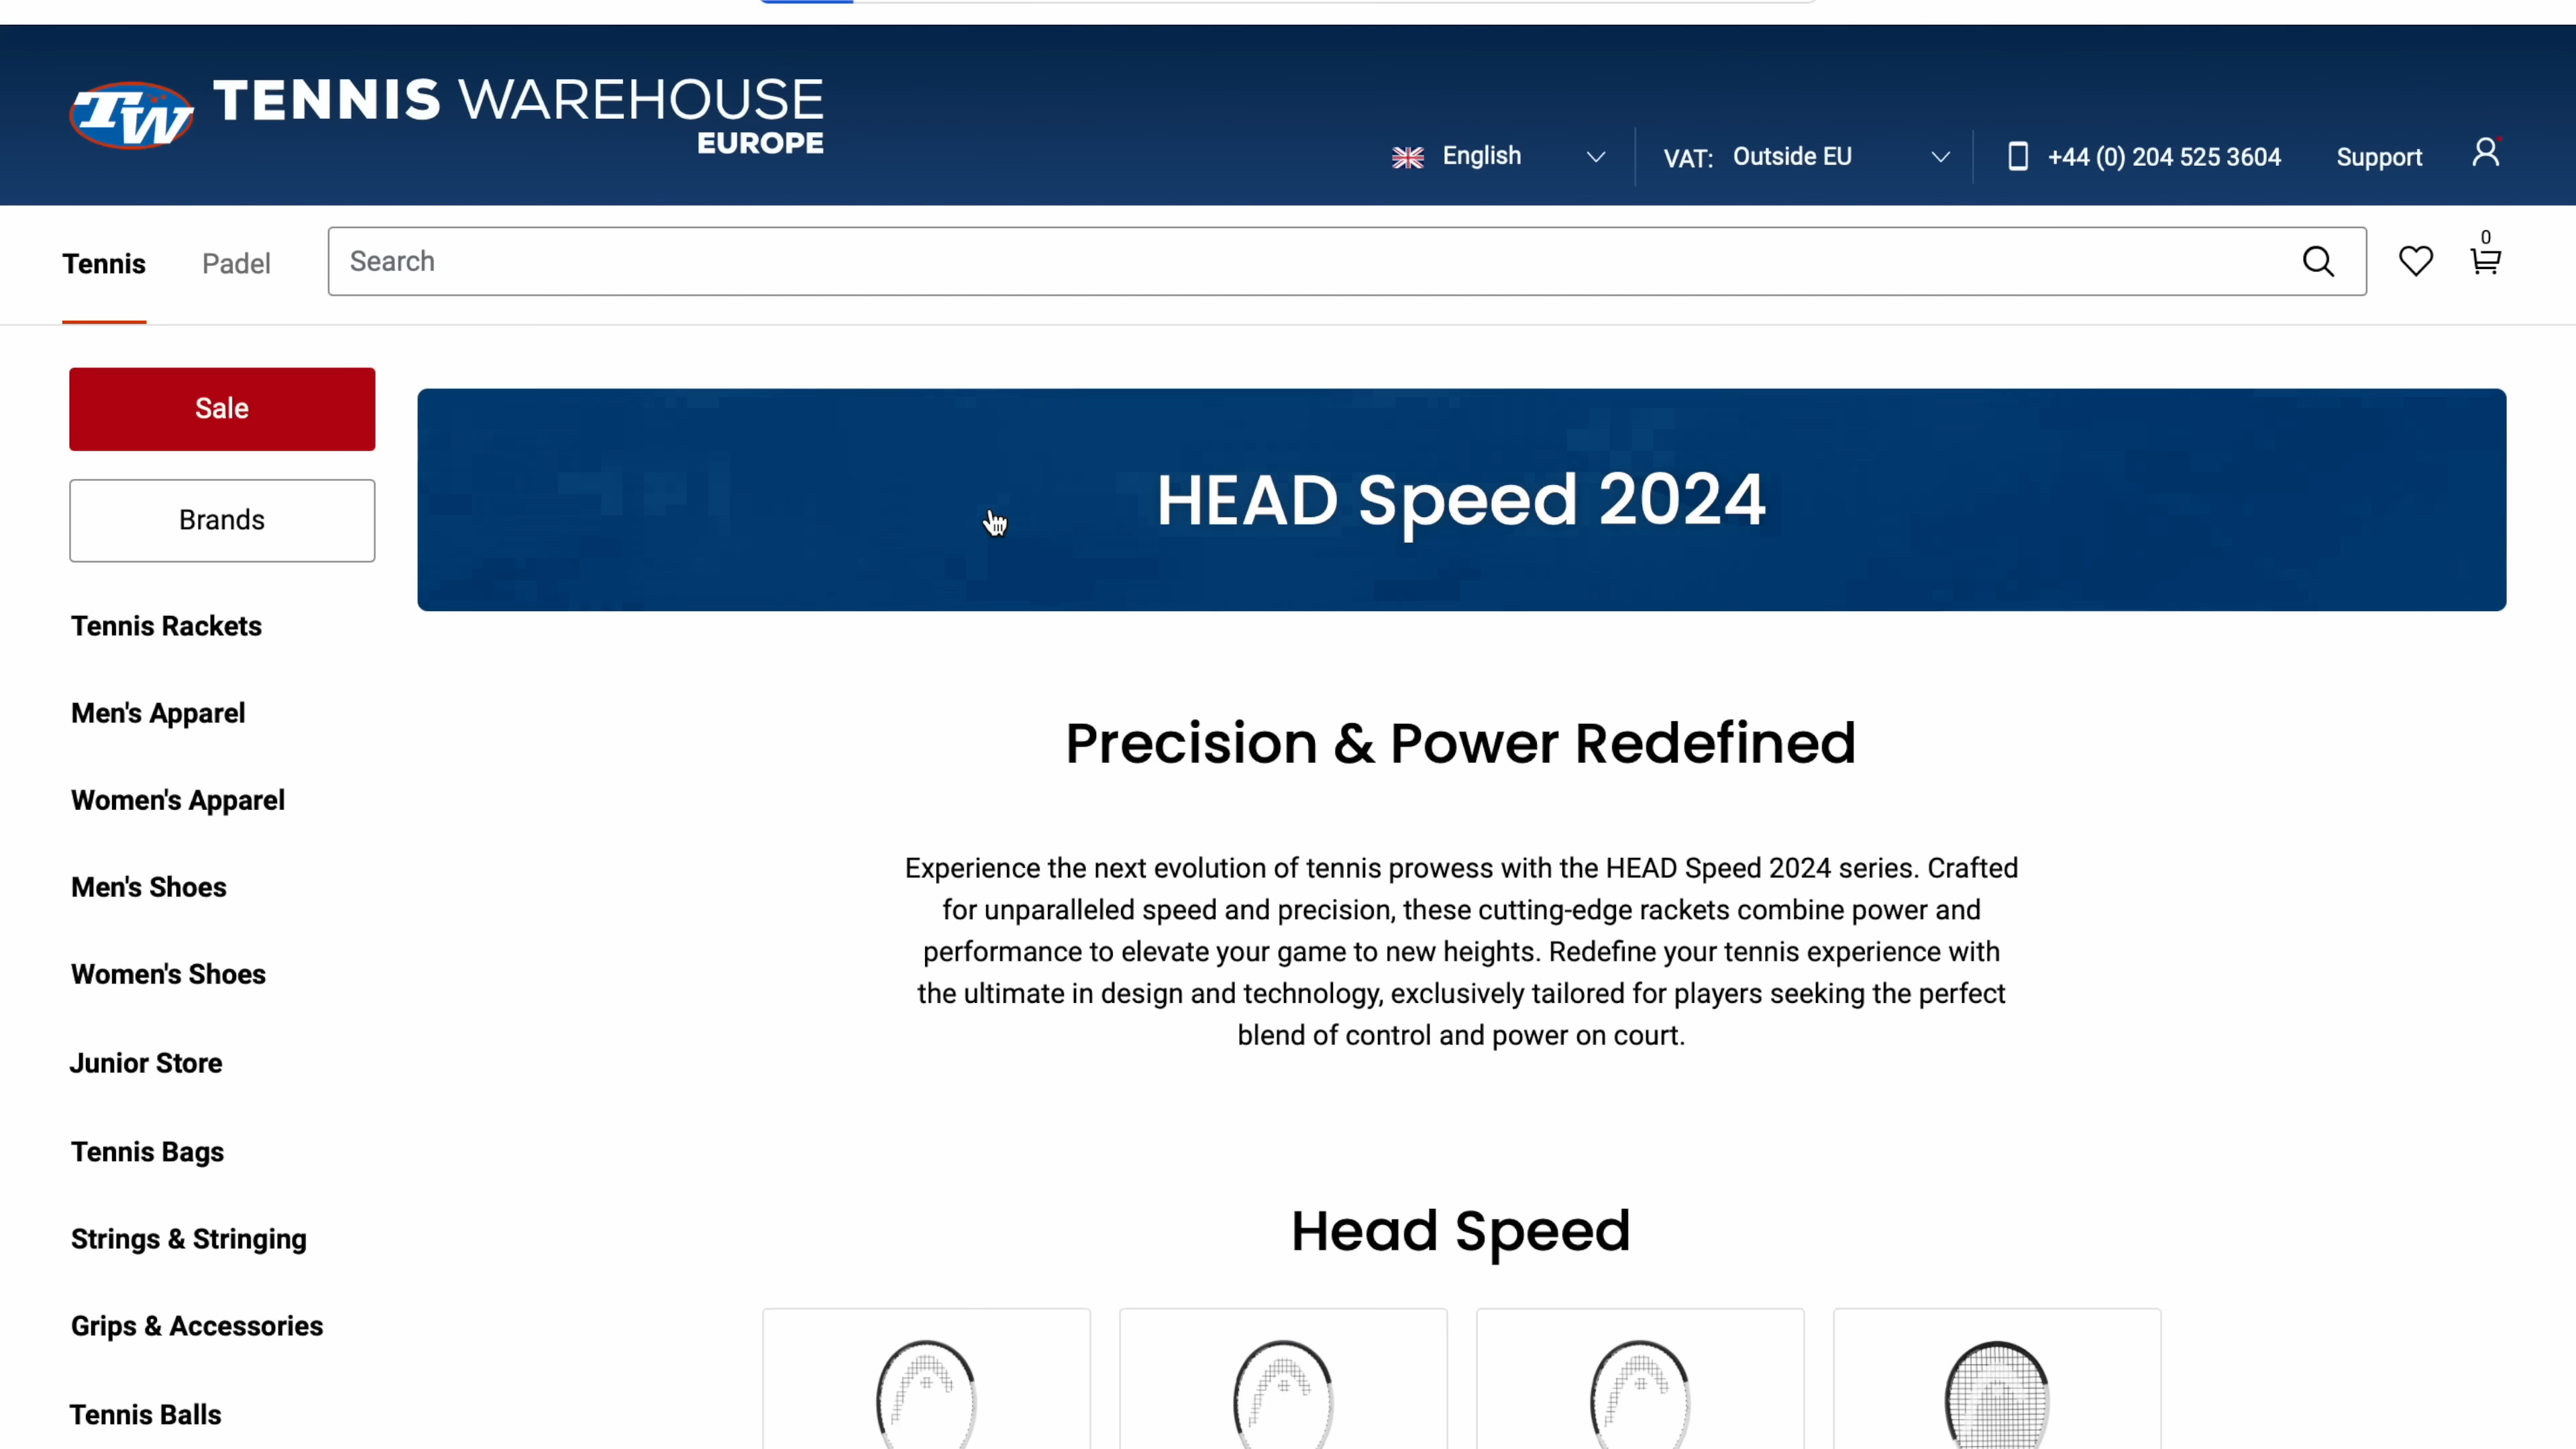 TW TENNIS WAREHOUSE
EUROPE
English
VAT: Outside EU
+44 (0) 204 525 3604
Support
Tennis
Padel
Search
0
Sale
Brands
Tennis Rackets
Men's Apparel
Women's Apparel
Men's Shoes
Women's Shoes
Junior Store
Tennis Bags
Strings & Stringing
Grips & Accessories
Tennis Balls
HEAD Speed 2024
Precision & Power Redefined
Experience the next evolution of tennis prowess with the HEAD Speed 2024 series. Crafted
for unparalleled speed and precision, these cutting-edge rackets combine power and
performance to elevate your game to new heights. Redefine your tennis experience with
the ultimate in design and technology, exclusively tailored for players seeking the perfect
blend of control and power on court.
Head Speed